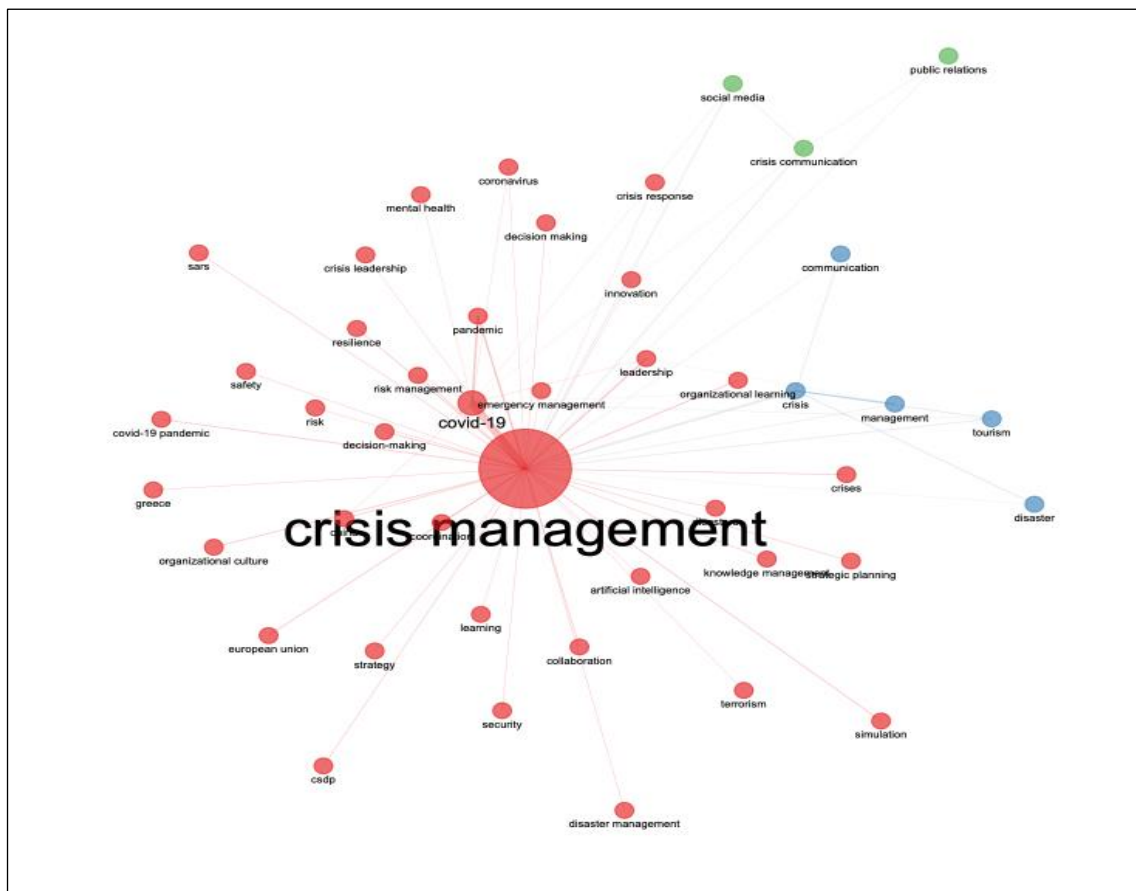 public relations
social media
crisis communication
coronavirus
crisis response
mental health
decision making
sars
crisis leadership
communication
innovation
pandemic
resilience
leadership
safety
risk management
organizational learning
crisis
management
tourism
emergency management
covid-19 pandemic
risk
covid-19
decision-making
crises
greece
disaster
crisis management
coordination
organizational culture
knowledge management
strategic planning
artificial intelligence
learning
european union
strategy
collaboration
security
terrorism
simulation
csdp
disaster management